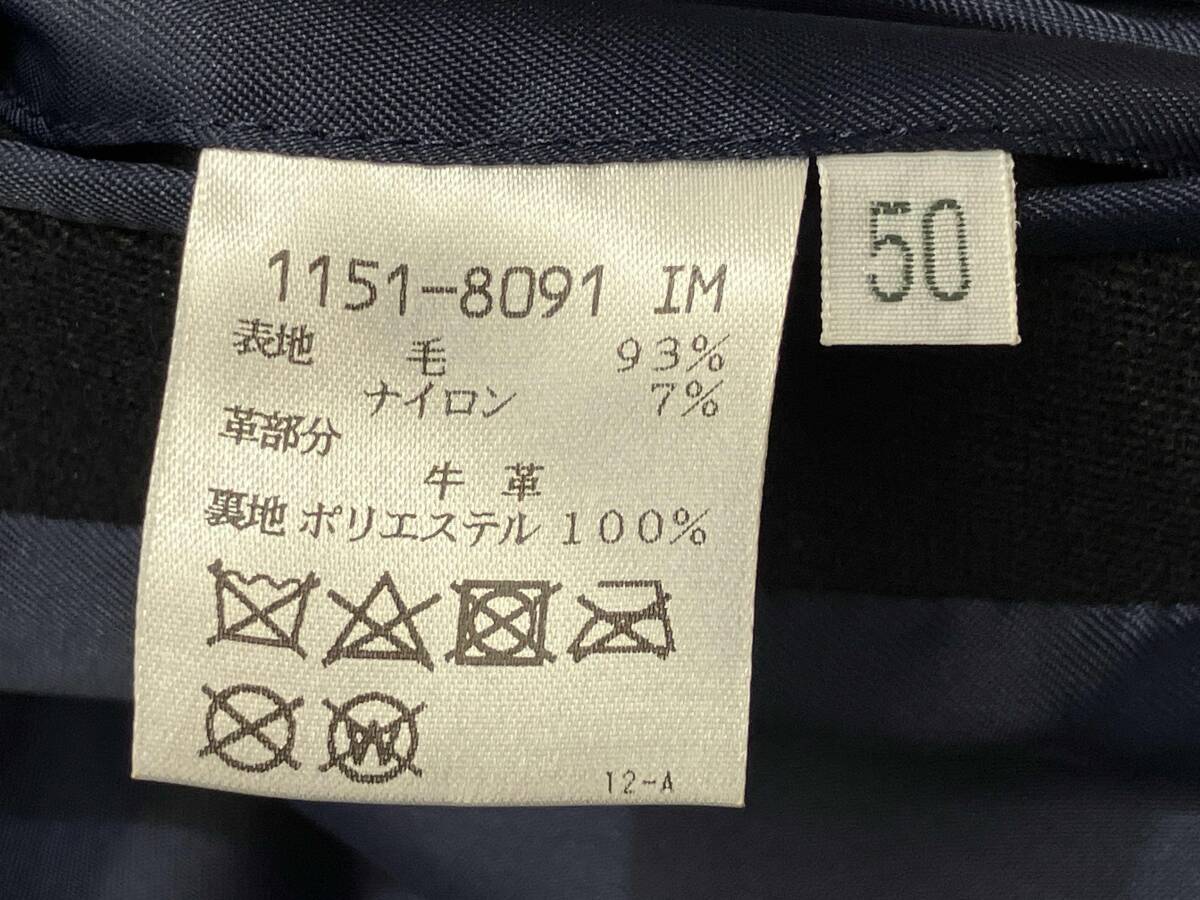 1151-8091 IM
50
表地 毛 93%
ナイロン 7%
革部分
牛革
裏地 ポリエステル 100%
W
12-A